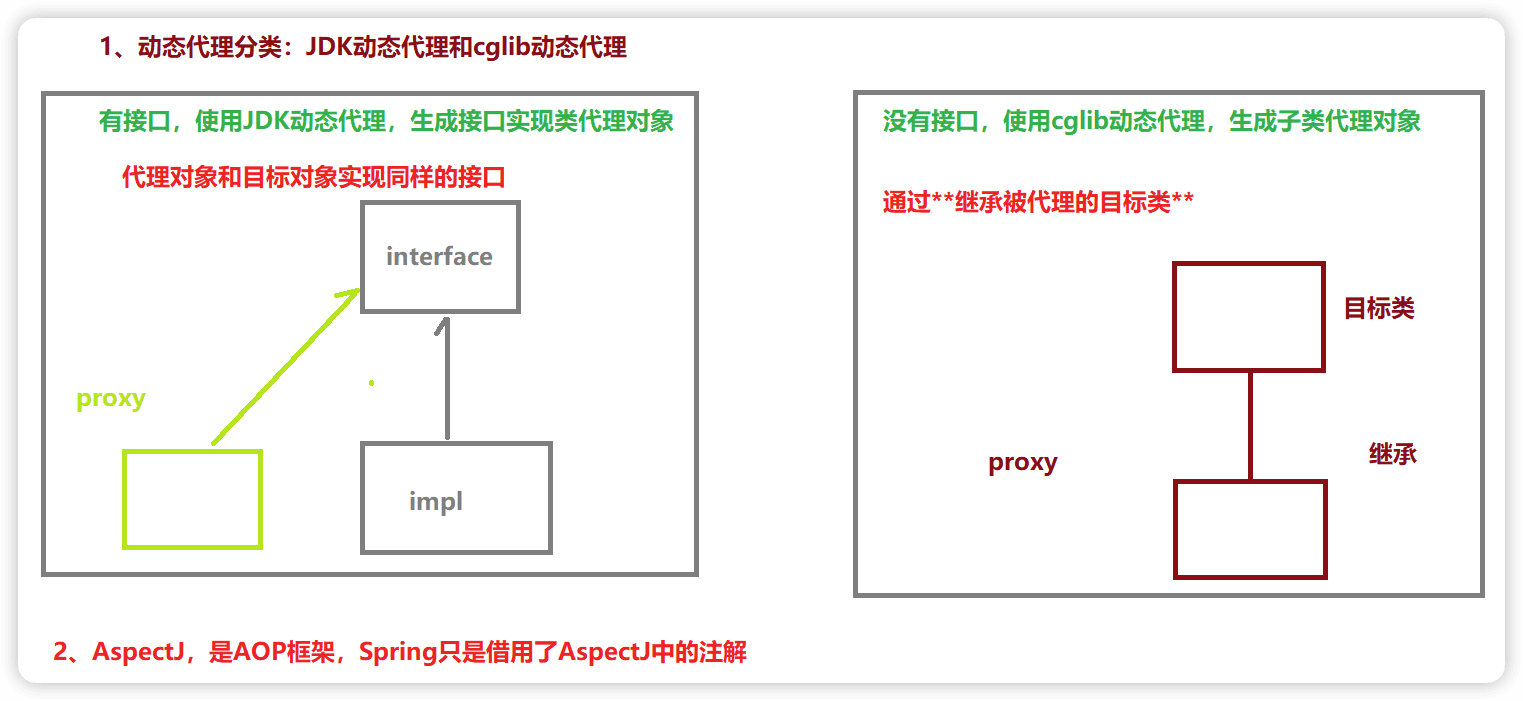 1、动态代理分类：JDK动态代理和cglib动态代理
有接口，使用JDK动态代理，生成接口实现类代理对象
代理对象和目标对象实现同样的接口
interface
proxy
impl
没有接口，使用cglib动态代理，生成子类代理对象
通过**继承被代理的目标类**
目标类
proxy
继承
2、AspectJ，是AOP框架，Spring只是借用了AspectJ中的注解